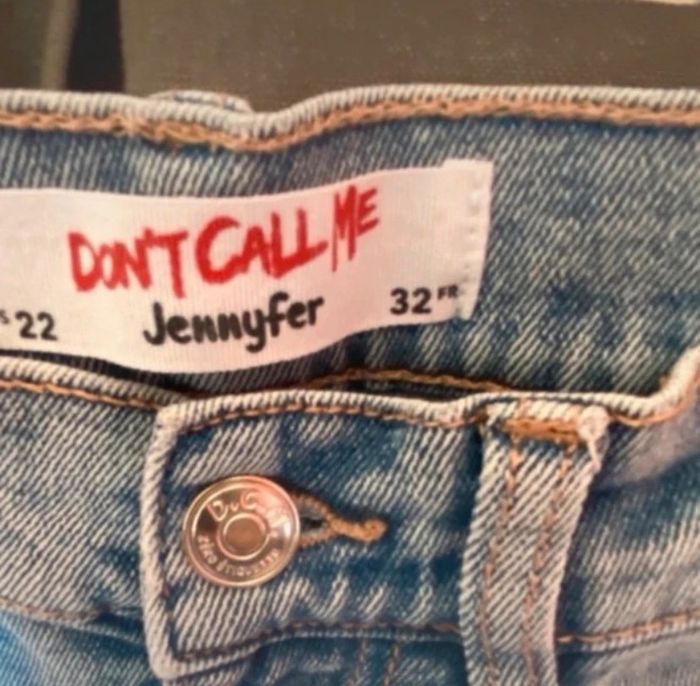 DON'T CALL ME
Jennyfer
22
32 FR
D.C.